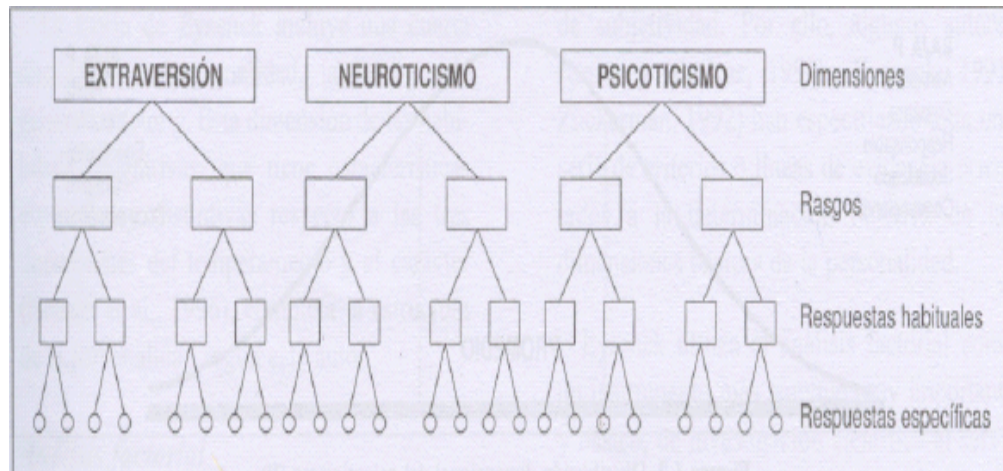 EXTRAVERSIÓN NEUROTICISMO PSICOTICISMO Dimensiones
Rasgos
Respuestas habituales
Respuestas específicas